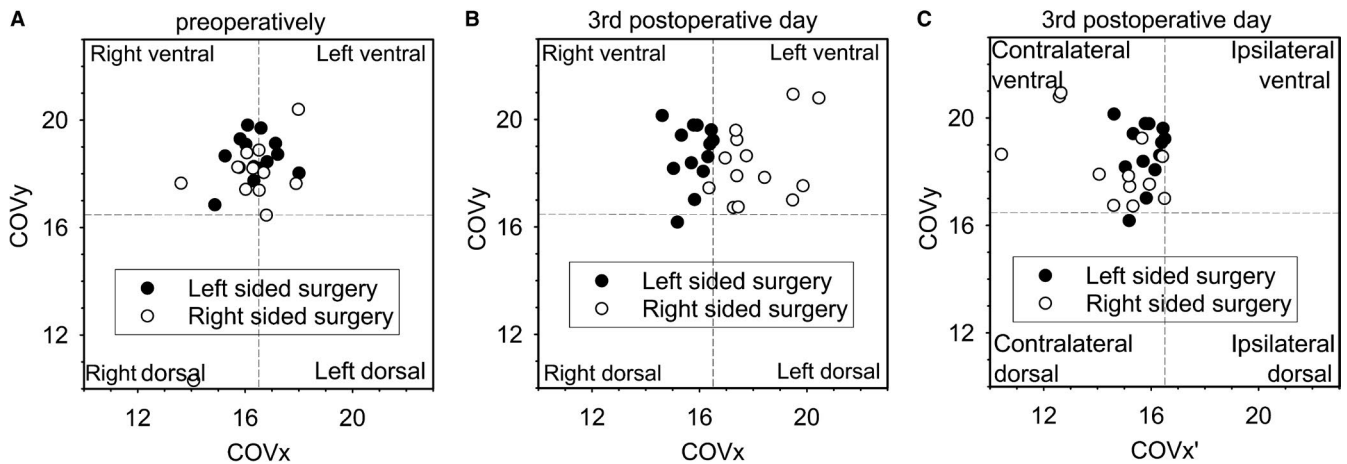 A
preoperatively
Right ventral
Left ventral
20
16
12
COVy
Left sided surgery
Right sided surgery
Right dorsal
Left dorsal
12
16
20
COVx
B
3rd postoperative day
Right ventral
Left ventral
20
16
12
COVy
Left sided surgery
Right sided surgery
Right dorsal
Left dorsal
12
16
20
COVx
C
3rd postoperative day
Contralateral
ventral
Ipsilateral
ventral
20
16
12
COVy
Left sided surgery
Right sided surgery
Contralateral
dorsal
Ipsilateral
dorsal
12
16
20
COVx'